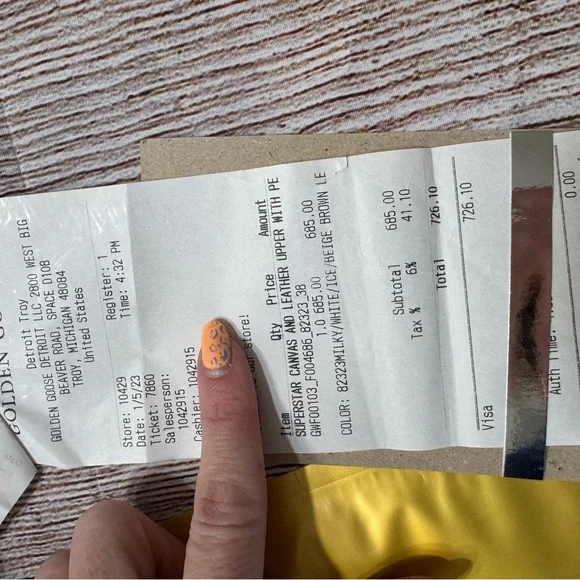 GOLDEN GO
Detroit Troy
GOLDEN GOOSE DETROIT LLC 2800 WEST BIG
BEAVER ROAD, SPACE D108
TROY, MICHIGAN 48084
United States
Store: 10429
Register: 1
Date: 1/5/23
Time: 4:32 PM
Ticket: 7860
Salesperson:
1042915
Cashier: 1042915
our store!
Item Qty Price Amount
SUPERSTAR CANVAS AND LEATHER UPPER WITH PE
GWF00103_F004686_82323_38
1.0 685.00 685.00
COLOR: 82323MILKY/WHITE/ICE/BEIGE BROWN LE
Subtotal 685.00
Tax % 6% 41.10
Total 726.10
Visa 726.10
0.00
Auth Time: